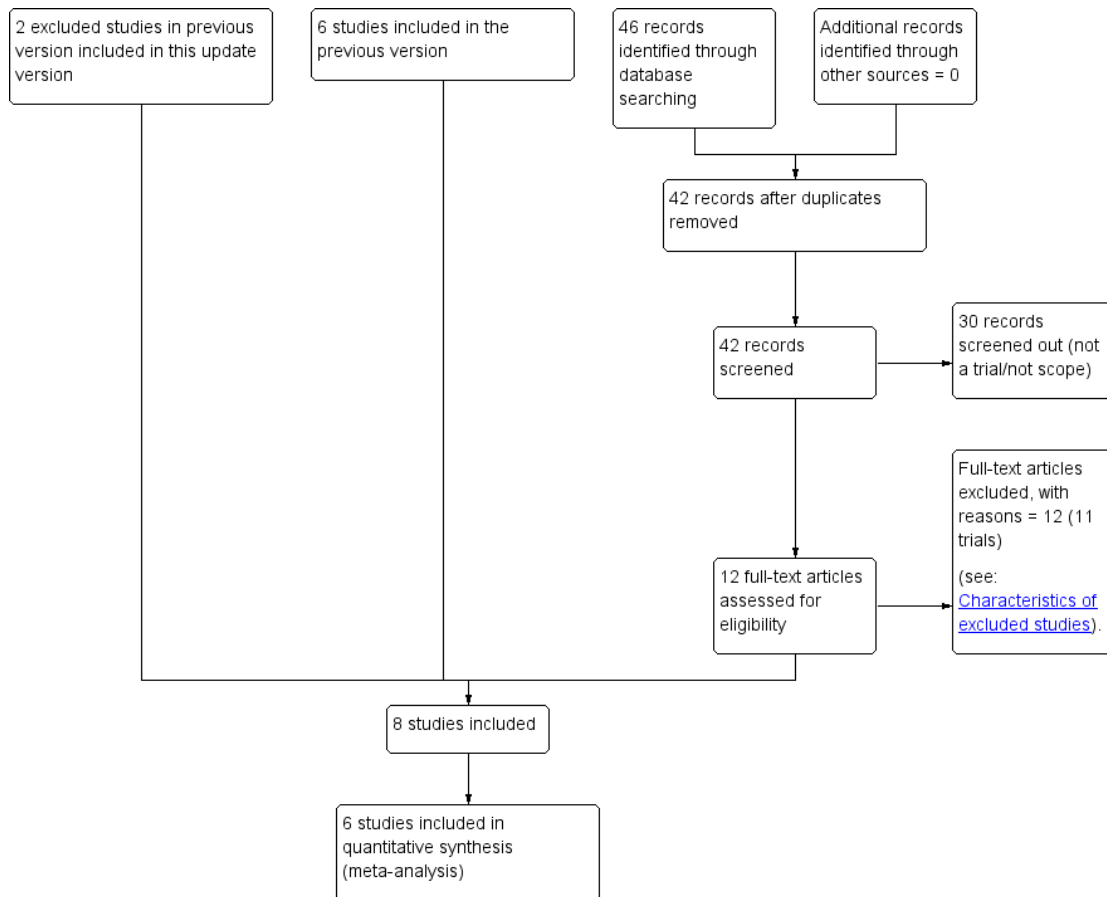 2 excluded studies in previous
version included in this update
version
6 studies included in the
previous version
46 records
identified through
database
searching
Additional records
identified through
other sources = 0
42 records after duplicates
removed
42 records
screened
30 records
screened out (not
a trial/not scope)
12 full-text articles
assessed for
eligibility
Full-text articles
excluded, with
reasons = 12 (11
trials)
(see:
Characteristics of
excluded studies).
8 studies included
6 studies included in
quantitative synthesis
(meta-analysis)